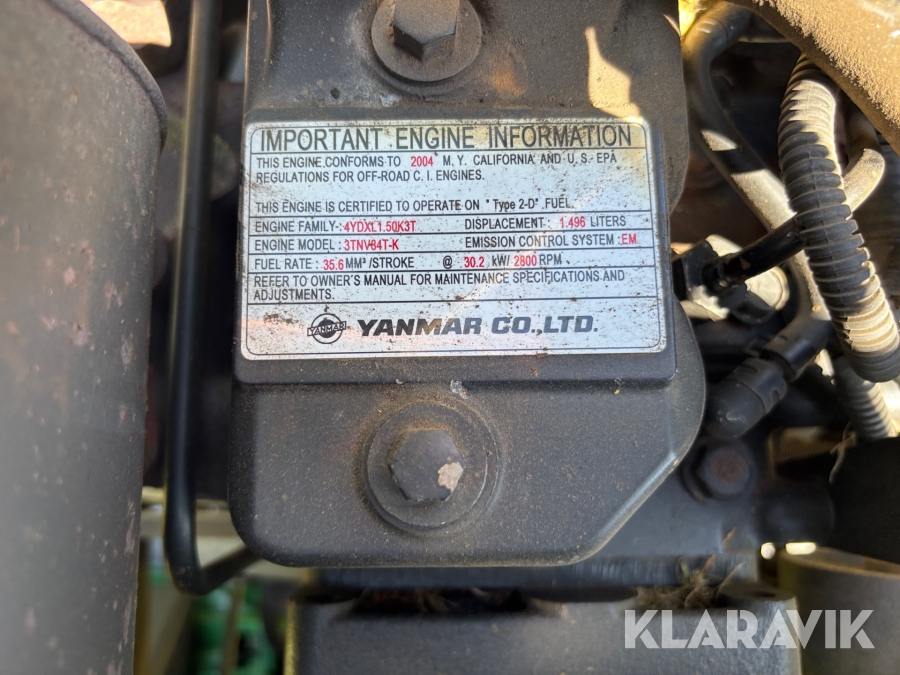 IMPORTANT ENGINE INFORMATION
THIS ENGINE CONFORMS TO 2004 M. Y. CALIFORNIA AND U. S. EPA
REGULATIONS FOR OFF-ROAD C. I. ENGINES.
THIS ENGINE IS CERTIFIED TO OPERATE ON " Type 2-D" FUEL
ENGINE FAMILY: 4YDXL1.50K3T DISPLACEMENT : 1.496 LITERS
ENGINE MODEL : 3TNV84T-K EMISSION CONTROL SYSTEM : EM
FUEL RATE : 35.6 MM³ /STROKE @ 30.2 kW/ 2800 RPM
REFER TO OWNER'S MANUAL FOR MAINTENANCE SPECIFICATIONS AND
ADJUSTMENTS.
YANMAR YANMAR CO.,LTD.
KLARAVIK